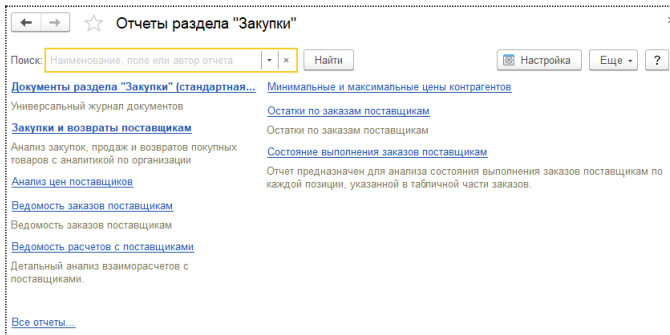 Отчеты раздела "Закупки"
Поиск: Наименование, поле или автор отчета Найти Настройка Еще ?
Документы раздела "Закупки" (стандартная...
Универсальный журнал документов
Закупки и возвраты поставщикам
Анализ закупок, продаж и возвратов покупных
товаров с аналитикой по организации
Анализ цен поставщиков
Ведомость заказов поставщикам
Ведомость заказов поставщикам
Ведомость расчетов с поставщиками
Детальный анализ взаиморасчетов с
поставщиками.
Все отчеты...
Минимальные и максимальные цены контрагентов
Остатки по заказам поставщикам
Остатки по заказам поставщикам
Состояние выполнения заказов поставщикам
Отчет предназначен для анализа состояния выполнения заказов поставщикам по
каждой позиции, указанной в табличной части заказов.